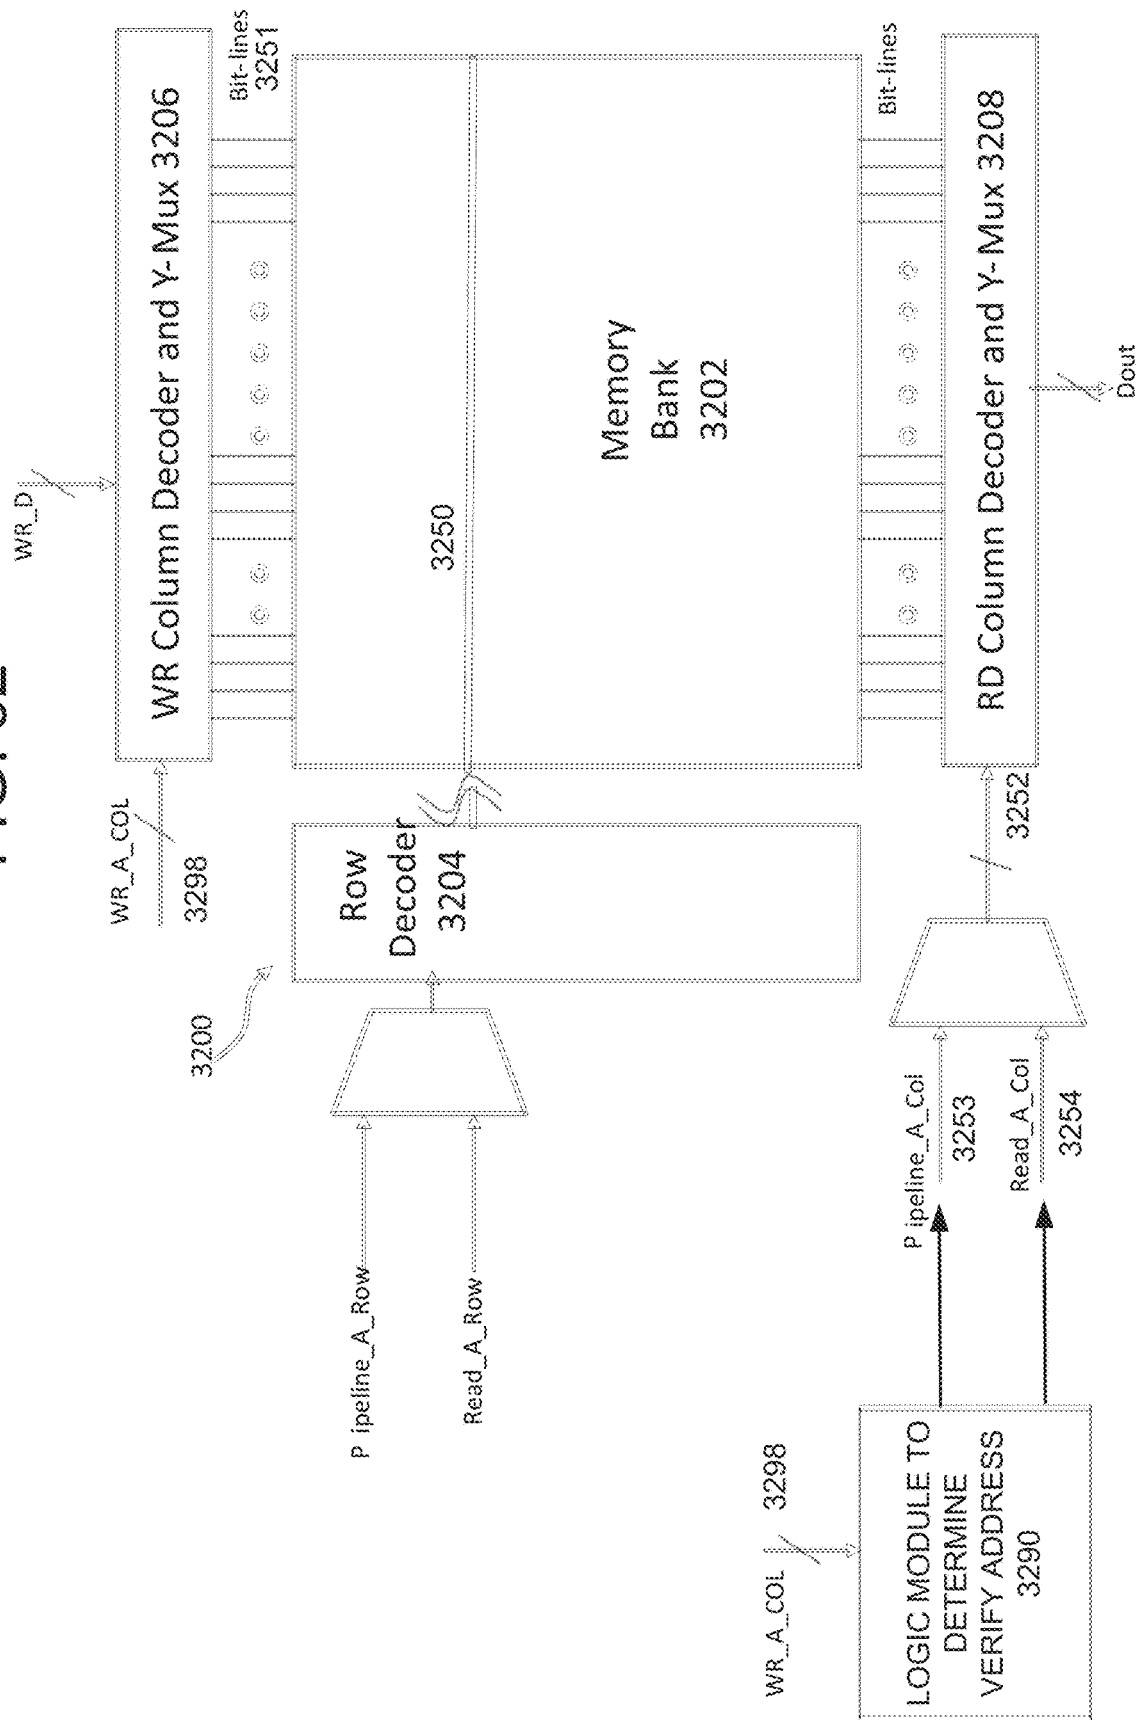 WR_D
WR_A_COL
3298
WR Column Decoder and Y-Mux 3206
Bit-lines
3251
3200
Row
Decoder
3204
3250
Memory
Bank
3202
P ipeline_A_Row
Read_A_Row
Bit-lines
WR_A_COL
3298
LOGIC MODULE TO
DETERMINE
VERIFY ADDRESS
3290
P ipeline_A_Col
3253
Read_A_Col
3254
3252
RD Column Decoder and Y-Mux 3208
Dout